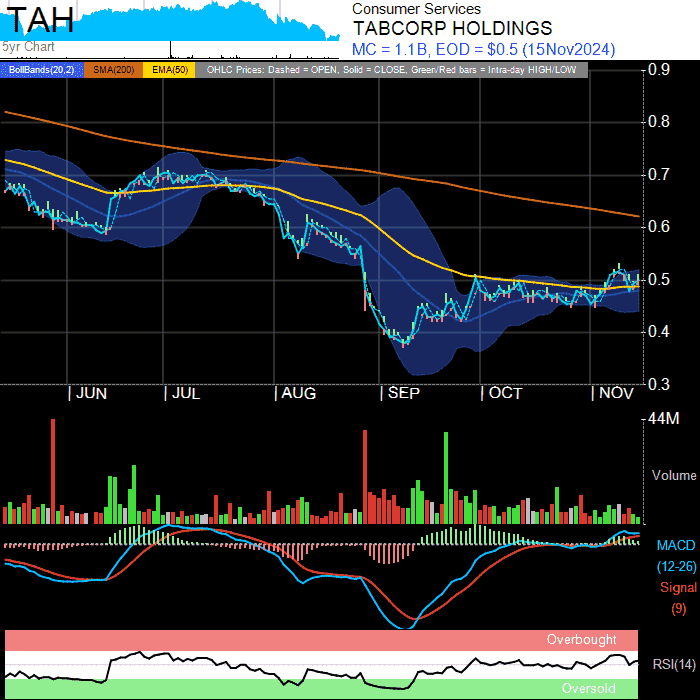 TAH
5yr Chart
Consumer Services
TABCORP HOLDINGS
MC = 1.1B, EOD = $0.5 (15Nov2024)
BollBands(20,2) SMA(200) EMA(50) OHLC Prices: Dashed = OPEN, Solid = CLOSE, Green/Red bars = Intra-day HIGH/LOW
0.9
0.8
0.7
0.6
0.5
0.4
0.3
| JUN | JUL | AUG | SEP | OCT | NOV
44M
Volume
MACD
(12-26)
Signal
(9)
Overbought
RSI(14)
Oversold